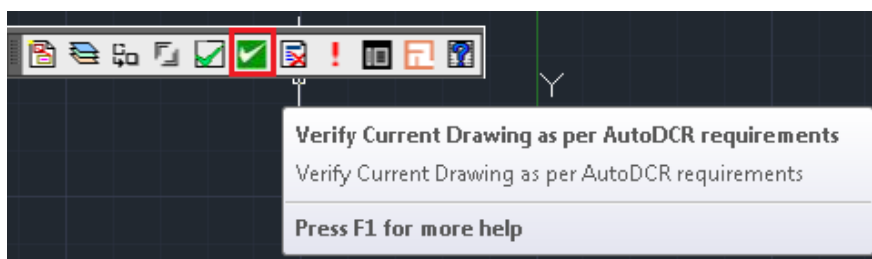 Y
Verify Current Drawing as per AutoDCR requirements
Verify Current Drawing as per AutoDCR requirements
Press F1 for more help